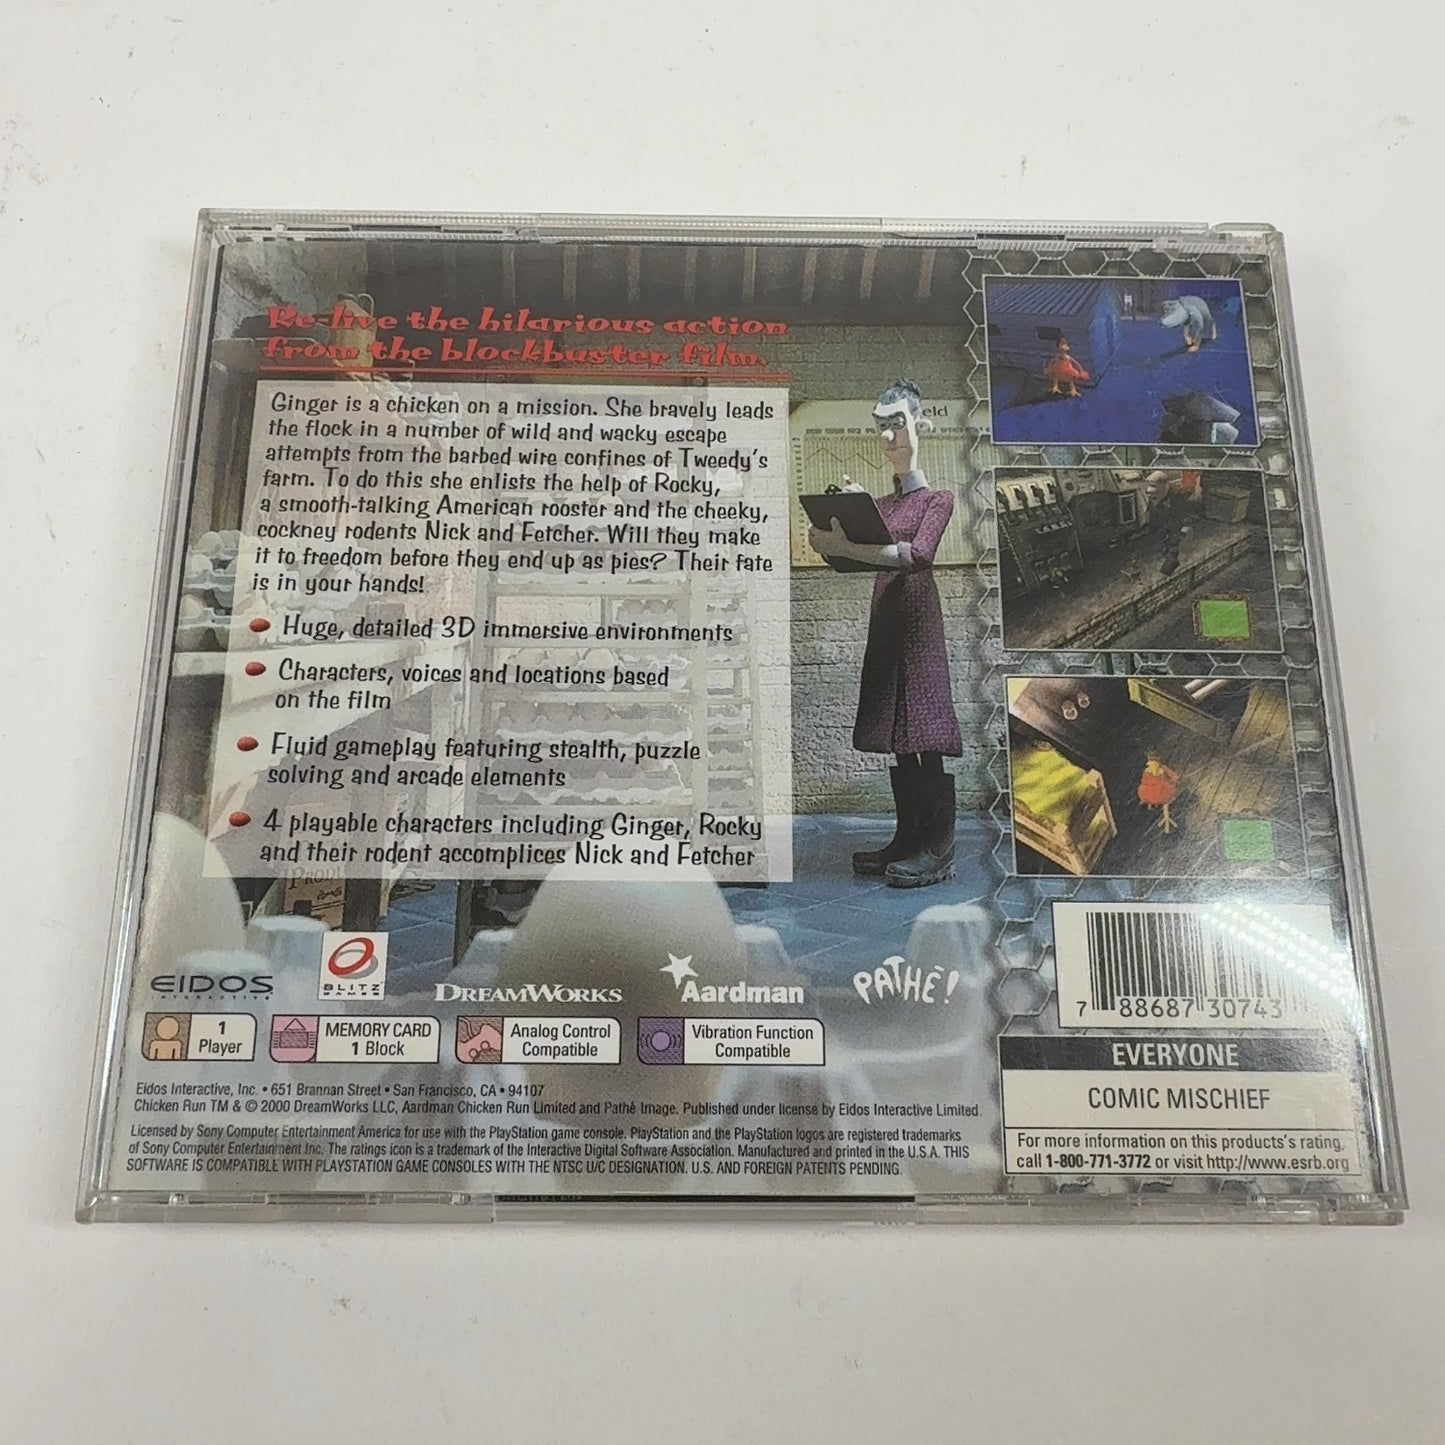 Re-live the hilarious action
from the blockbuster film.
Ginger is a chicken on a mission. She bravely leads
the flock in a number of wild and wacky escape
attempts from the barbed wire confines of Tweedy's
farm. To do this she enlists the help of Rocky,
a smooth-talking American rooster and the cheeky,
cockney rodents Nick and Fetcher. Will they make
it to freedom before they end up as pies? Their fate
is in your hands!
Huge, detailed 3D immersive environments
Characters, voices and locations based
on the film
Fluid gameplay featuring stealth, puzzle
solving and arcade elements
4 playable characters including Ginger, Rocky
and their rodent accomplices Nick and Fetcher
eld
PRODU
EIDOS
INTERACTIVE
BLITZ
GAMES
DREAMWORKS
Aardman
PATHÉ!
1
Player
MEMORY CARD
1 Block
Analog Control
Compatible
Vibration Function
Compatible
Eidos Interactive, Inc. • 651 Brannan Street • San Francisco, CA • 94107
Chicken Run TM & © 2000 DreamWorks LLC, Aardman Chicken Run Limited and Pathé Image. Published under license by Eidos Interactive Limited.
Licensed by Sony Computer Entertainment America for use with the PlayStation game console. PlayStation and the PlayStation logos are registered trademarks
of Sony Computer Entertainment Inc. The ratings icon is a trademark of the Interactive Digital Software Association. Manufactured and printed in the U.S.A. THIS
SOFTWARE IS COMPATIBLE WITH PLAYSTATION GAME CONSOLES WITH THE NTSC U/C DESIGNATION. U.S. AND FOREIGN PATENTS PENDING.
7 88687 30743
EVERYONE
COMIC MISCHIEF
For more information on this products's rating,
call 1-800-771-3772 or visit http://www.esrb.org